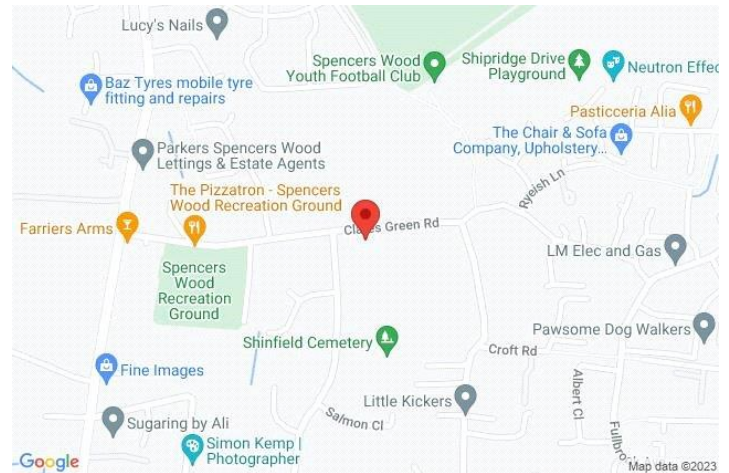 Lucy's Nails
Spencers Wood
Youth Football Club
Shipridge Drive
Playground
Baz Tyres mobile tyre
fitting and repairs
Pasticceria Alia
The Chair & Sofa
Company, Upholstery...
Parkers Spencers Wood
Lettings & Estate Agents
The Pizzatron - Spencers
Wood Recreation Ground
Ryeish Ln
Farriers Arms
Green Rd
LM Elec and Gas
Spencers
Wood
Recreation
Ground
Shinfield Cemetery
Pawsome Dog Walkers
Croft Rd
Fine Images
Albert Cl
Little Kickers
Salmon Cl
Sugaring by Ali
Simon Kemp |
Photographer
Google
Map data ©2023